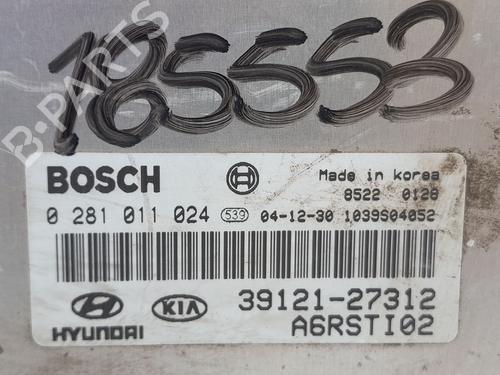 185553
B-PARTS
BOSCH
Made in korea
8522 0128
0 281 011 024 539 04-12-30 1039S04052
39121-27312
HYUNDAI KIA A6RSTI02